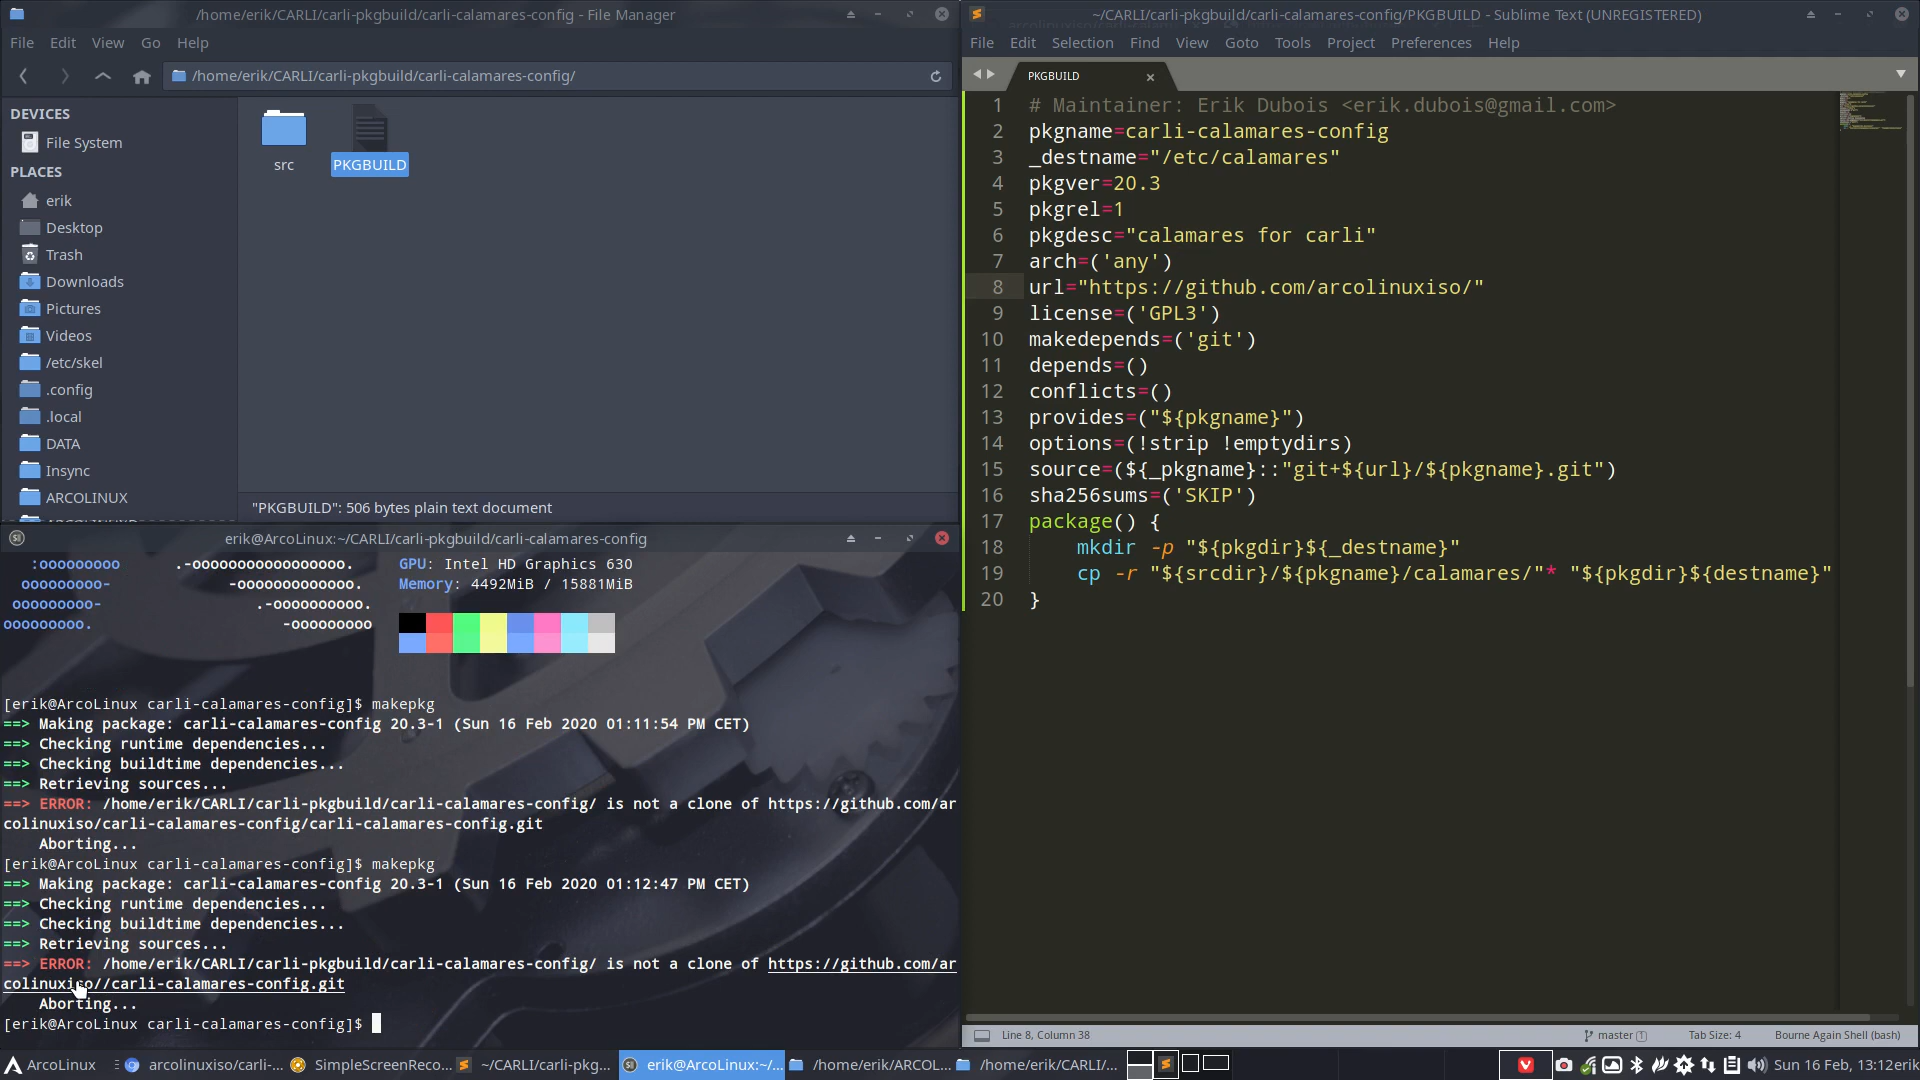 /home/erik/CARLI/carli-pkgbuild/carli-calamares-config - File Manager
File Edit View Go Help
/home/erik/CARLI/carli-pkgbuild/carli-calamares-config/
DEVICES
File System
PLACES
erik
Desktop
Trash
Downloads
Pictures
Videos
/etc/skel
.config
.local
DATA
Insync
ARCOLINUX
src
PKGBUILD
"PKGBUILD": 506 bytes plain text document
erik@ArcoLinux:~/CARLI/carli-pkgbuild/carli-calamares-config
:ooooooooo .-oooooooooooooooooo. GPU: Intel HD Graphics 630
oooooooooo- -ooooooooooooo. Memory: 4492MiB / 15881MiB
oooooooooo- .-oooooooooo.
oooooooooo. -ooooooooo
[erik@ArcoLinux carli-calamares-config]$ makepkg
==> Making package: carli-calamares-config 20.3-1 (Sun 16 Feb 2020 01:11:54 PM CET)
==> Checking runtime dependencies...
==> Checking buildtime dependencies...
==> Retrieving sources...
==> ERROR: /home/erik/CARLI/carli-pkgbuild/carli-calamares-config/ is not a clone of https://github.com/ar
colinuxiso/carli-calamares-config/carli-calamares-config.git
Aborting...
[erik@ArcoLinux carli-calamares-config]$ makepkg
==> Making package: carli-calamares-config 20.3-1 (Sun 16 Feb 2020 01:12:47 PM CET)
==> Checking runtime dependencies...
==> Checking buildtime dependencies...
==> Retrieving sources...
==> ERROR: /home/erik/CARLI/carli-pkgbuild/carli-calamares-config/ is not a clone of https://github.com/ar
colinuxiso//carli-calamares-config.git
Aborting...
[erik@ArcoLinux carli-calamares-config]$
~/CARLI/carli-pkgbuild/carli-calamares-config/PKGBUILD - Sublime Text (UNREGISTERED)
File Edit Selection Find View Goto Tools Project Preferences Help
PKGBUILD
1 # Maintainer: Erik Dubois <erik.dubois@gmail.com>
2 pkgname=carli-calamares-config
3 _destname="/etc/calamares"
4 pkgver=20.3
5 pkgrel=1
6 pkgdesc="calamares for carli"
7 arch=('any')
8 url="https://github.com/arcolinuxiso/"
9 license=('GPL3')
10 makedepends=('git')
11 depends=()
12 conflicts=()
13 provides=("${pkgname}")
14 options=(!strip !emptydirs)
15 source=(${_pkgname}::"git+${url}/${pkgname}.git")
16 sha256sums=('SKIP')
17 package() {
18 mkdir -p "${pkgdir}${_destname}"
19 cp -r "${srcdir}/${pkgname}/calamares/"* "${pkgdir}${destname}"
20 }
Line 8, Column 38
master 1
Tab Size: 4
Bourne Again Shell (bash)
ArcoLinux
arcolinuxiso/carli-...
SimpleScreenReco...
~/CARLI/carli-pkg...
erik@ArcoLinux:~/...
/home/erik/ARCOL...
/home/erik/CARLI/...
Sun 16 Feb, 13:12 erik